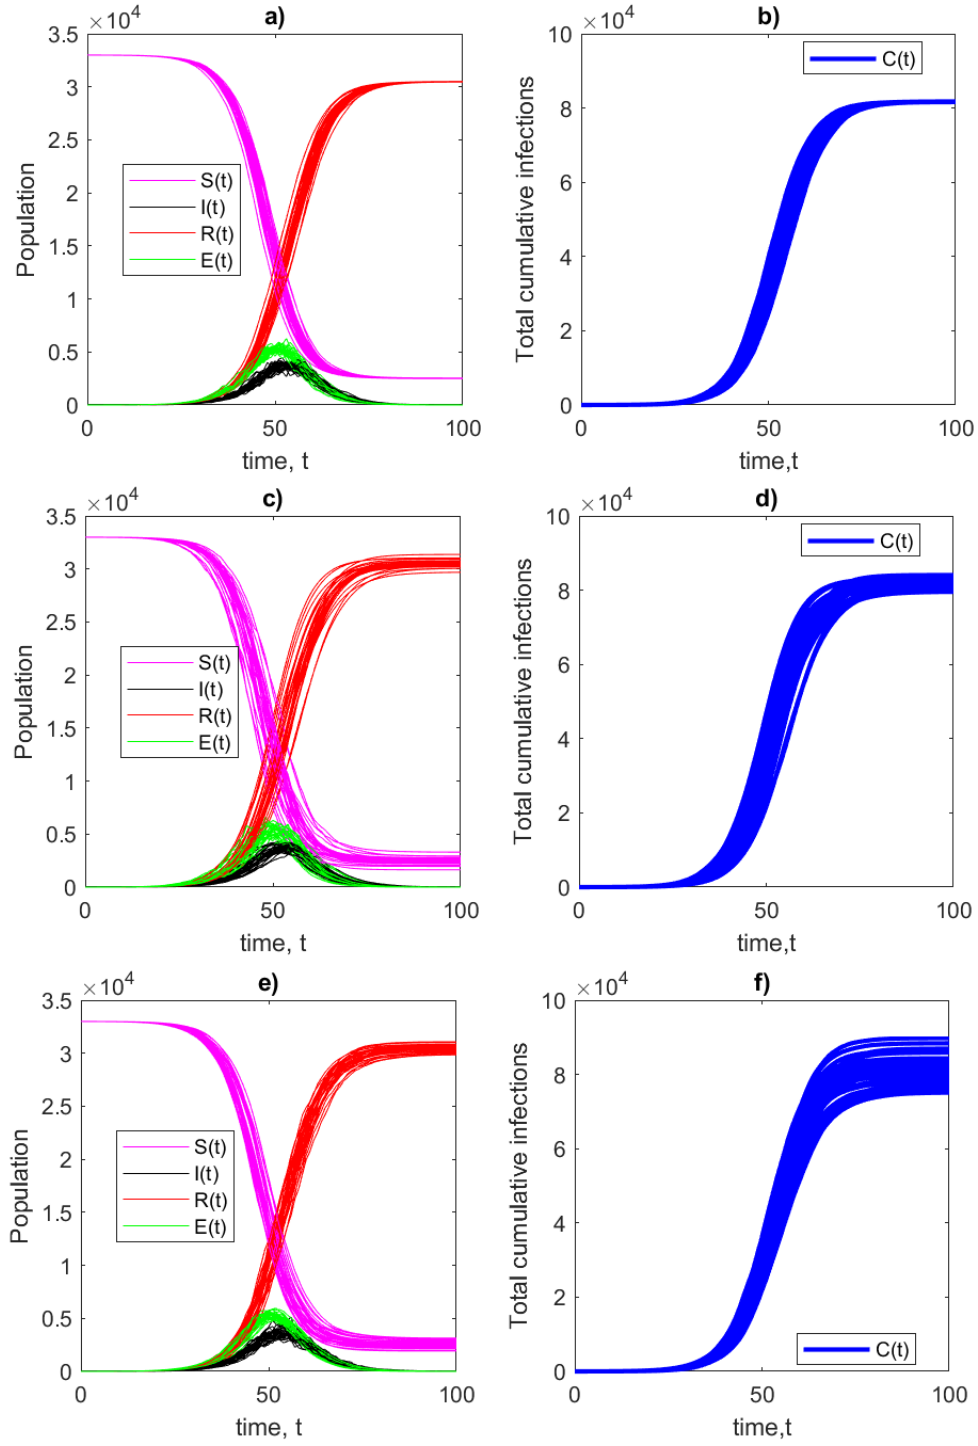 a)
×10^4
3.5
3
2.5
2
1.5
1
0.5
0
Population
S(t)
I(t)
R(t)
E(t)
0
50
100
time, t
b)
×10^4
10
8
6
4
2
0
Total cumulative infections
C(t)
0
50
100
time,t
c)
×10^4
3.5
3
2.5
2
1.5
1
0.5
0
Population
S(t)
I(t)
R(t)
E(t)
0
50
100
time, t
d)
×10^4
10
8
6
4
2
0
Total cumulative infections
C(t)
0
50
100
time,t
e)
×10^4
3.5
3
2.5
2
1.5
1
0.5
0
Population
S(t)
I(t)
R(t)
E(t)
0
50
100
time, t
f)
×10^4
10
8
6
4
2
0
Total cumulative infections
C(t)
0
50
100
time,t